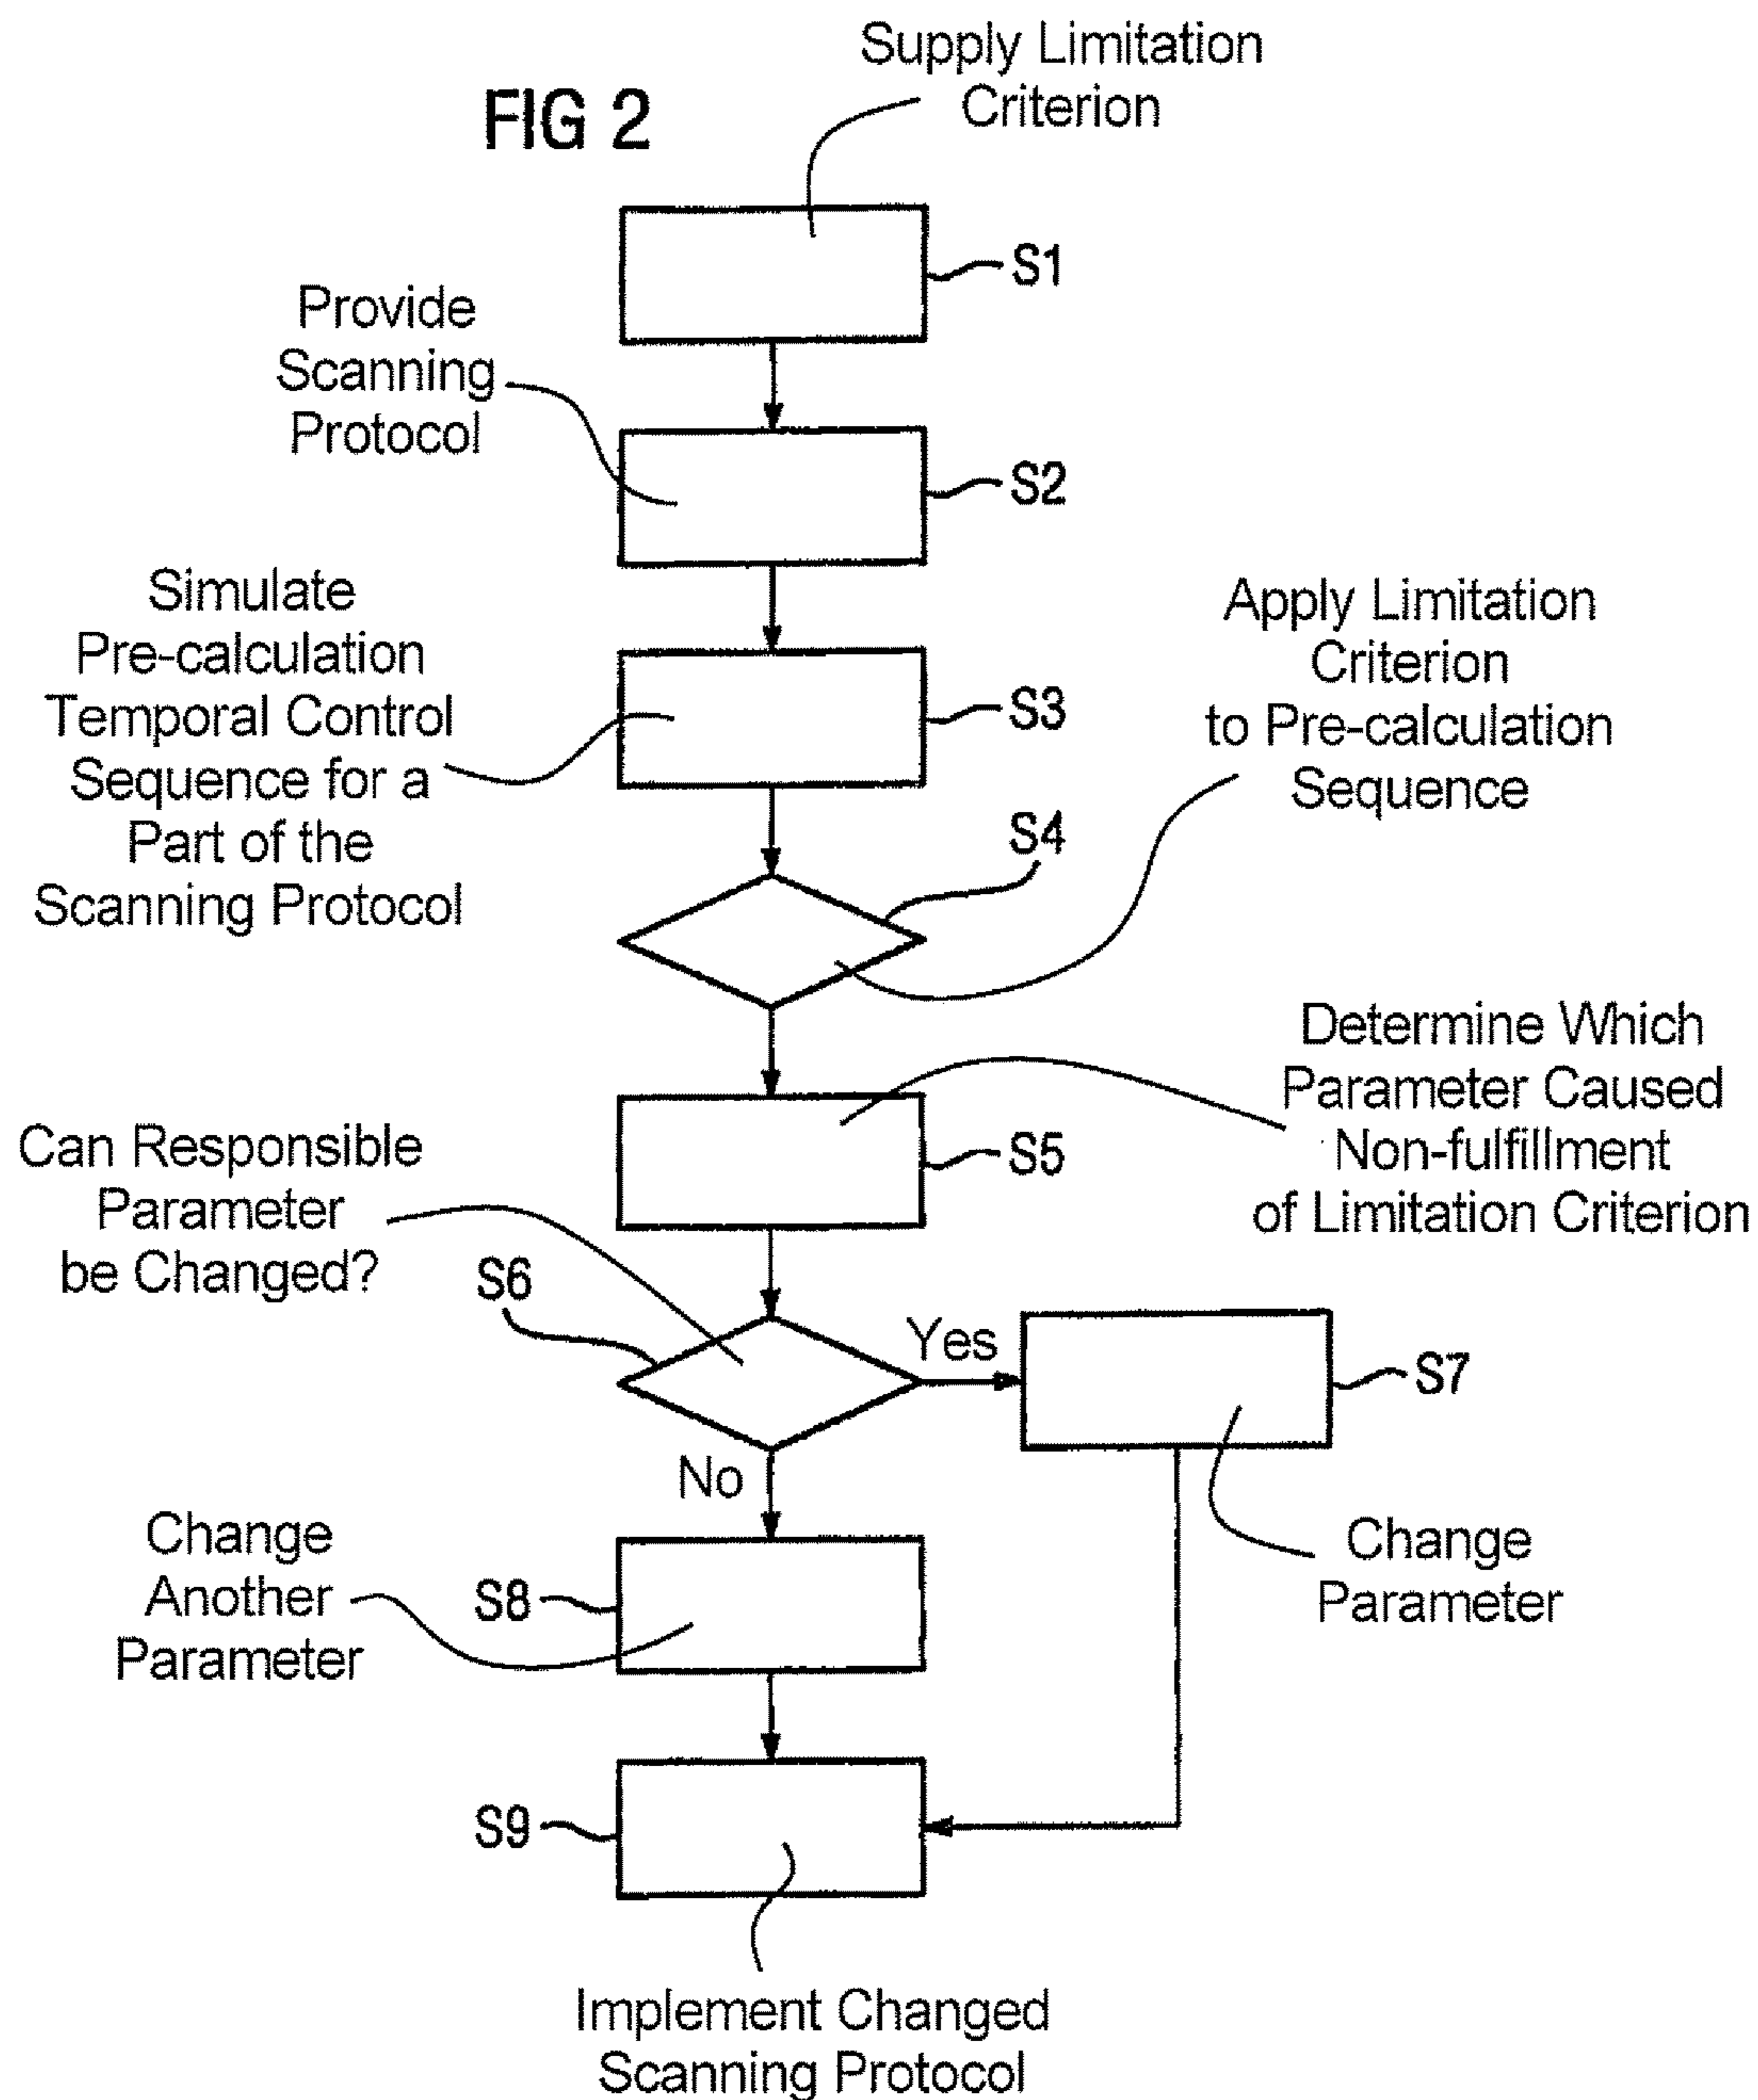 FIG 2
Supply Limitation
Criterion
S1
Provide
Scanning
Protocol
S2
Simulate
Pre-calculation
Temporal Control
Sequence for a
Part of the
Scanning Protocol
S3
Apply Limitation
Criterion
to Pre-calculation
Sequence
S4
Determine Which
Parameter Caused
Non-fulfillment
of Limitation Criterion
S5
Can Responsible
Parameter
be Changed?
S6
Yes
S7
No
Change
Parameter
Change
Another
Parameter
S8
S9
Implement Changed
Scanning Protocol